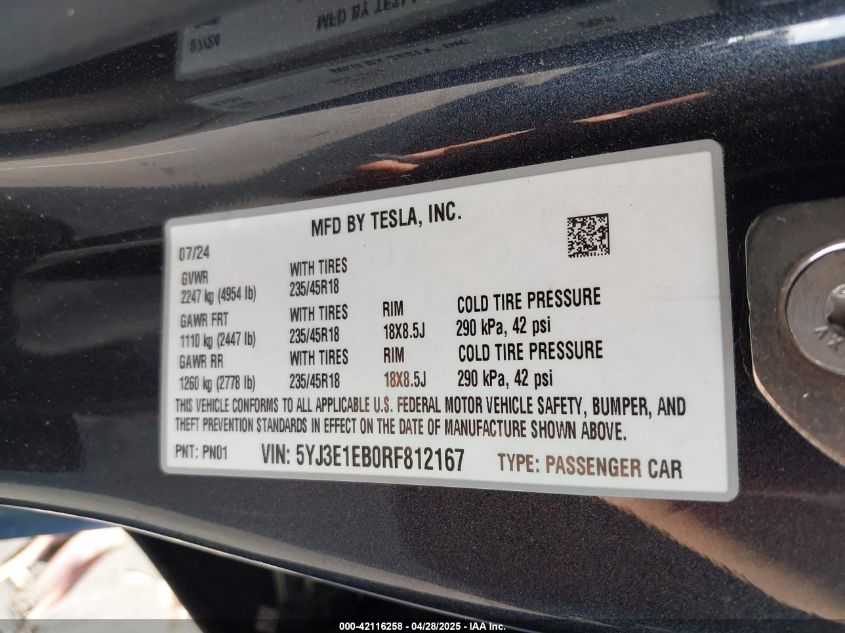 MFD BY TESLA, INC.
07/24
GVWR WITH TIRES
2247 kg (4954 lb) 235/45R18
GAWR FRT WITH TIRES RIM COLD TIRE PRESSURE
1110 kg (2447 lb) 235/45R18 18X8.5J 290 kPa, 42 psi
GAWR RR WITH TIRES RIM COLD TIRE PRESSURE
1260 kg (2778 lb) 235/45R18 18X8.5J 290 kPa, 42 psi
THIS VEHICLE CONFORMS TO ALL APPLICABLE U.S. FEDERAL MOTOR VEHICLE SAFETY, BUMPER, AND
THEFT PREVENTION STANDARDS IN EFFECT ON THE DATE OF MANUFACTURE SHOWN ABOVE.
PNT: PN01 VIN: 5YJ3E1EB0RF812167 TYPE: PASSENGER CAR
000-42116258 - 04/28/2025 - IAA Inc.